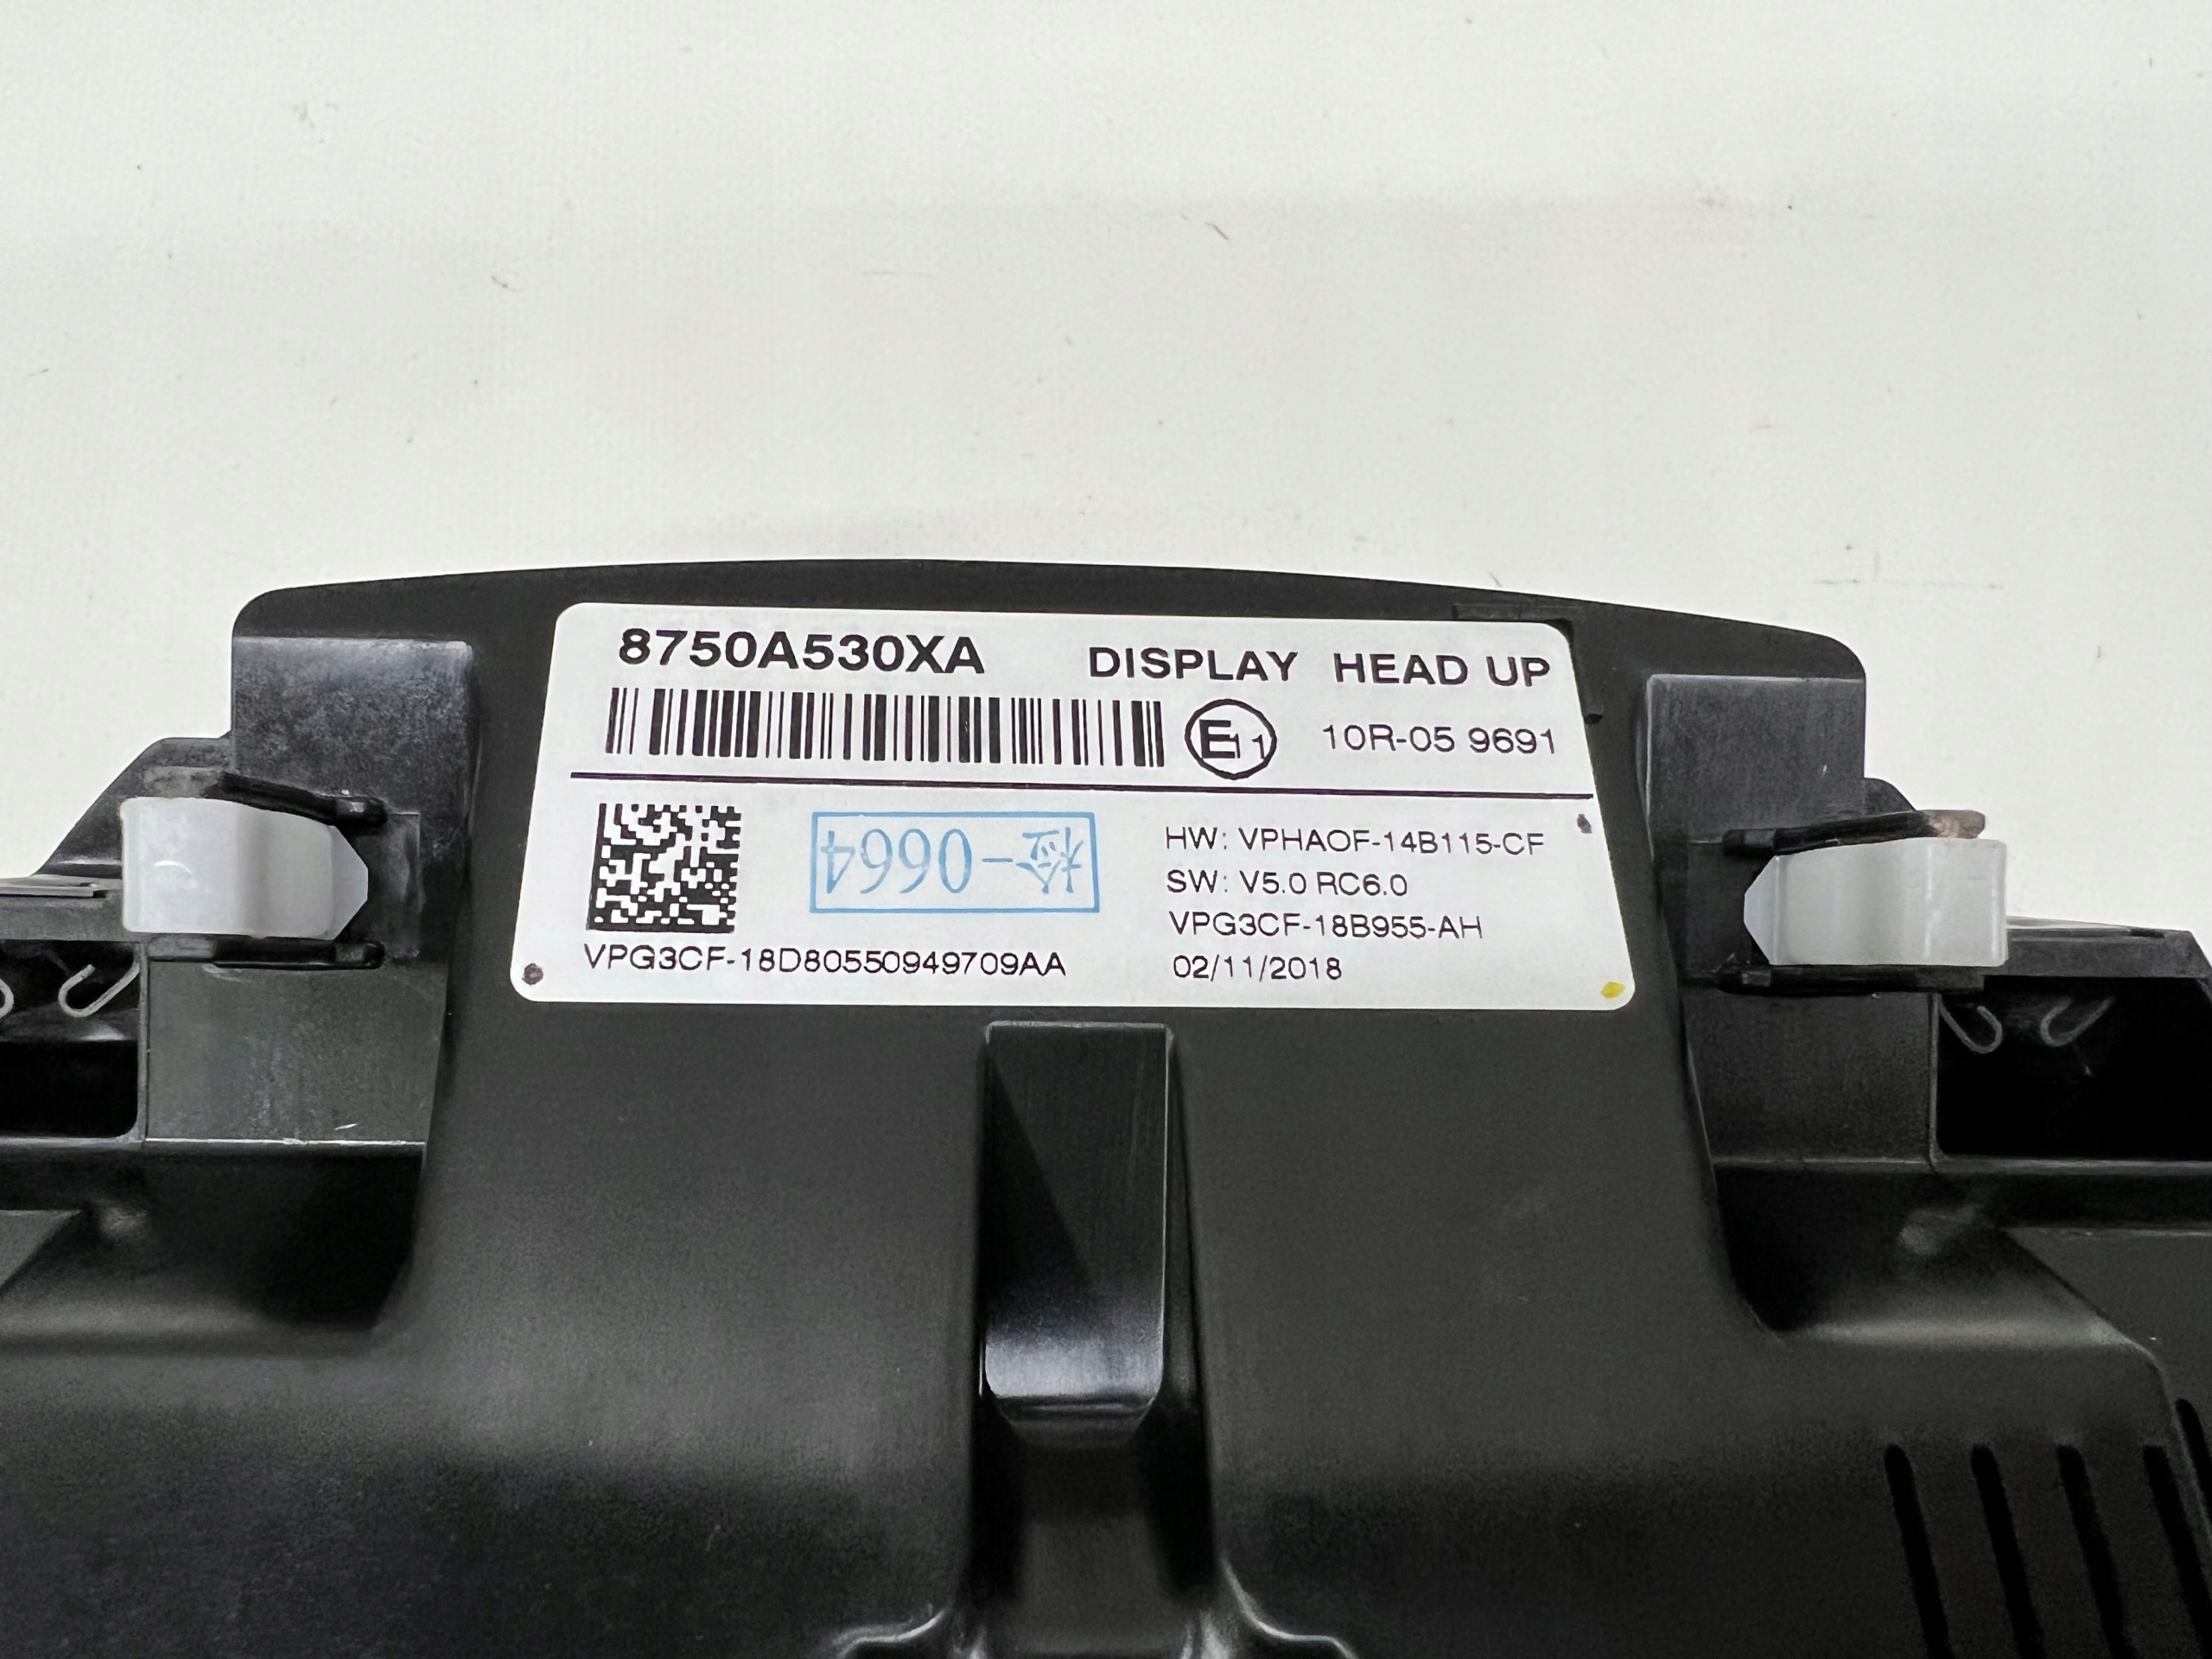 8750A530XA DISPLAY HEAD UP
E11 10R-05 9691
-0664
HW: VPHAOF-14B115-CF
SW: V5.0 RC6.0
VPG3CF-18B955-AH
VPG3CF-18D80550949709AA 02/11/2018